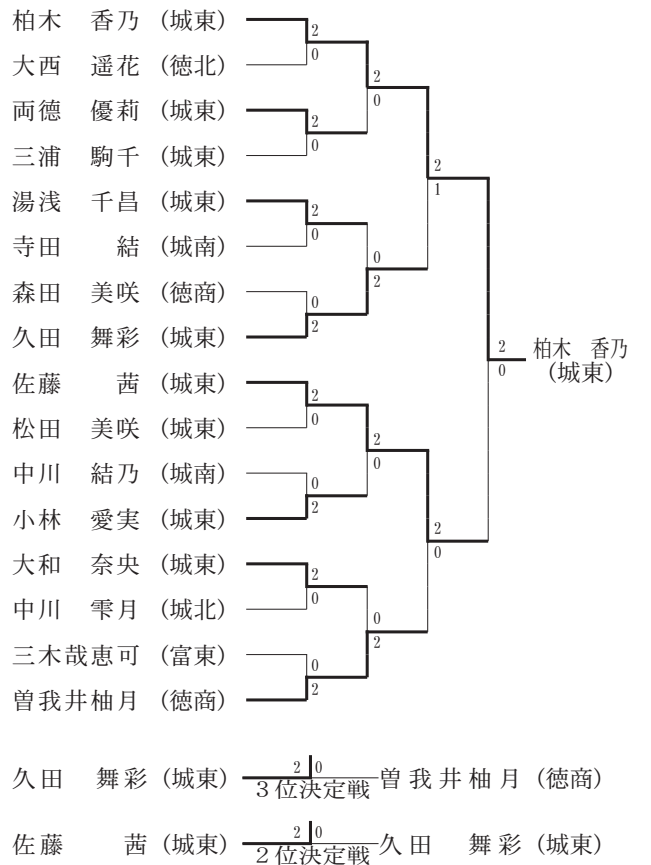 柏木　香乃 (城東)
大西　遥花 (徳北)
両德　優莉 (城東)
三浦　駒千 (城東)
湯浅　千昌 (城東)
寺田　　結 (城南)
森田　美咲 (徳商)
久田　舞彩 (城東)
佐藤　　茜 (城東)
松田　美咲 (城東)
中川　結乃 (城南)
小林　愛実 (城東)
大和　奈央 (城東)
中川　雫月 (城北)
三木哉恵可 (富東)
曽我井柚月 (徳商)
2
0
2
0
2
0
0
2
2
0
0
2
2
0
0
2
2
0
0
2
2
0
0
2
2
1
2
0
2
0
柏木　香乃
(城東)
久田　舞彩 (城東) 2 0 曽我井柚月 (徳商)
３位決定戦
佐藤　　茜 (城東) 2 0 久田　舞彩 (城東)
２位決定戦